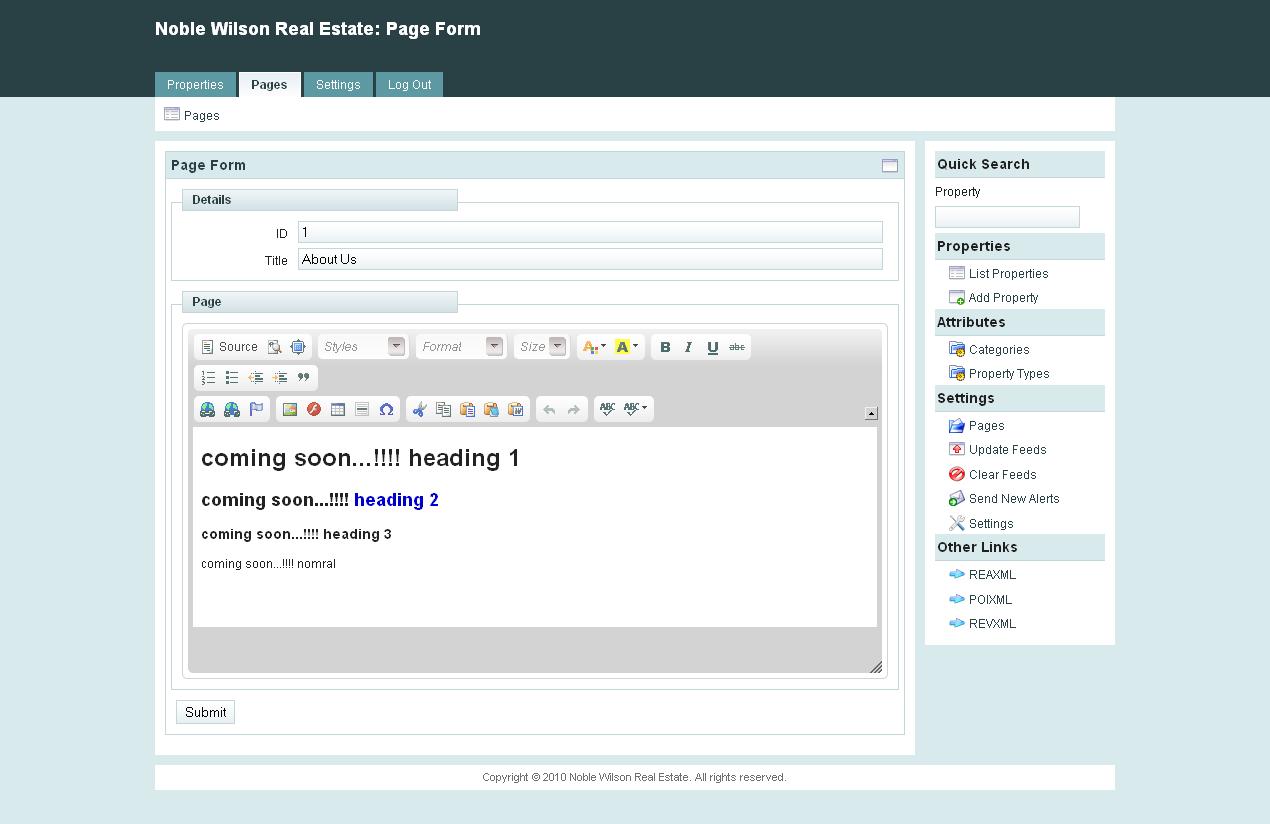 Noble Wilson Real Estate: Page Form
Properties Pages Settings Log Out
Pages
Page Form
Details
ID 1
Title About Us
Page
Source Styles Format Size A A B I U abc
ABC ABC
coming soon...!!!! heading 1
coming soon...!!!! heading 2
coming soon...!!!! heading 3
coming soon...!!!! nomral
Submit
Quick Search
Property
Properties
List Properties
Add Property
Attributes
Categories
Property Types
Settings
Pages
Update Feeds
Clear Feeds
Send New Alerts
Settings
Other Links
REAXML
POIXML
REVXML
Copyright © 2010 Noble Wilson Real Estate. All rights reserved.